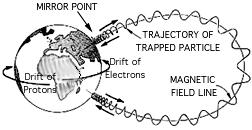 MIRROR POINT
TRAJECTORY OF
TRAPPED PARTICLE
Drift of
Electrons
Drift of
Protons
MAGNETIC
FIELD LINE